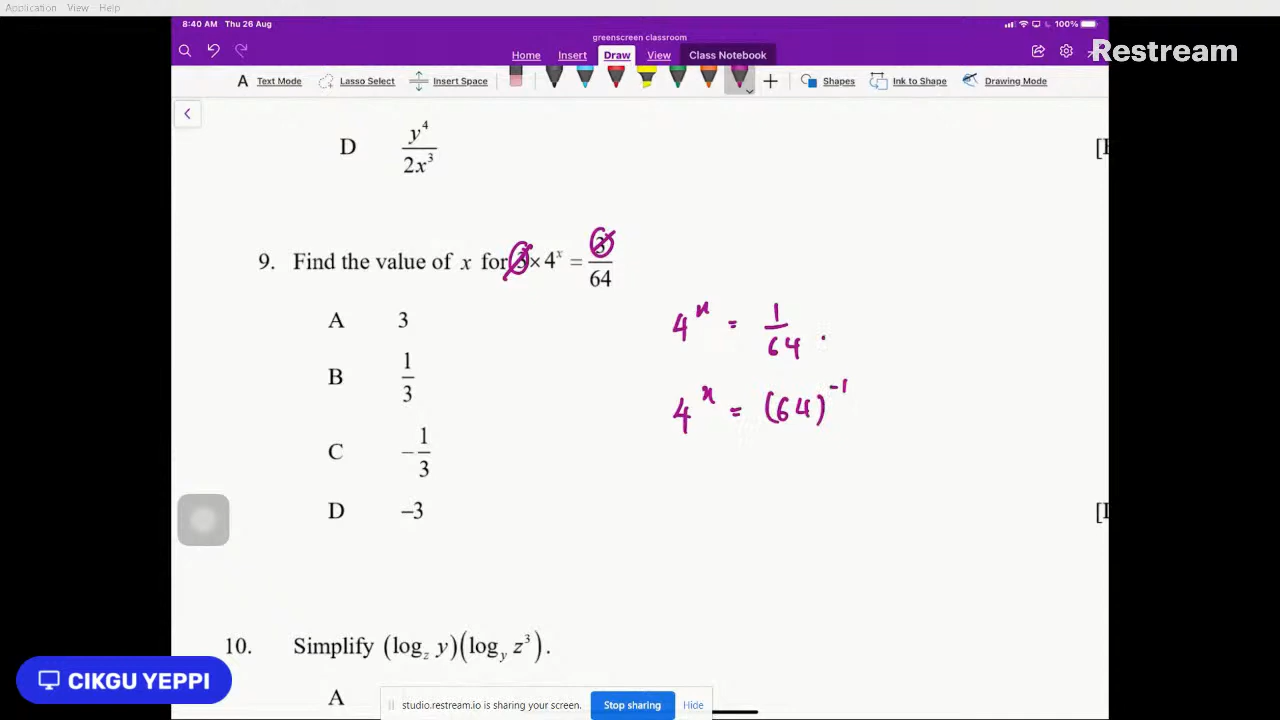 Application View Help
8:40 AM Thu 26 Aug
100%
greenscreen classroom
Home Insert Draw View Class Notebook
Restream
A Text Mode Lasso Select Insert Space Shapes Ink to Shape Drawing Mode
D y⁴/2x³
9. Find the value of x for 3 × 4ˣ = 3/64
4ˣ = 1/64
A 3
B 1/3
4ˣ = (64)⁻¹
C -1/3
D –3
10. Simplify (log_z y)(log_y z³).
CIKGU YEPPI
A
studio.restream.io is sharing your screen. Stop sharing Hide